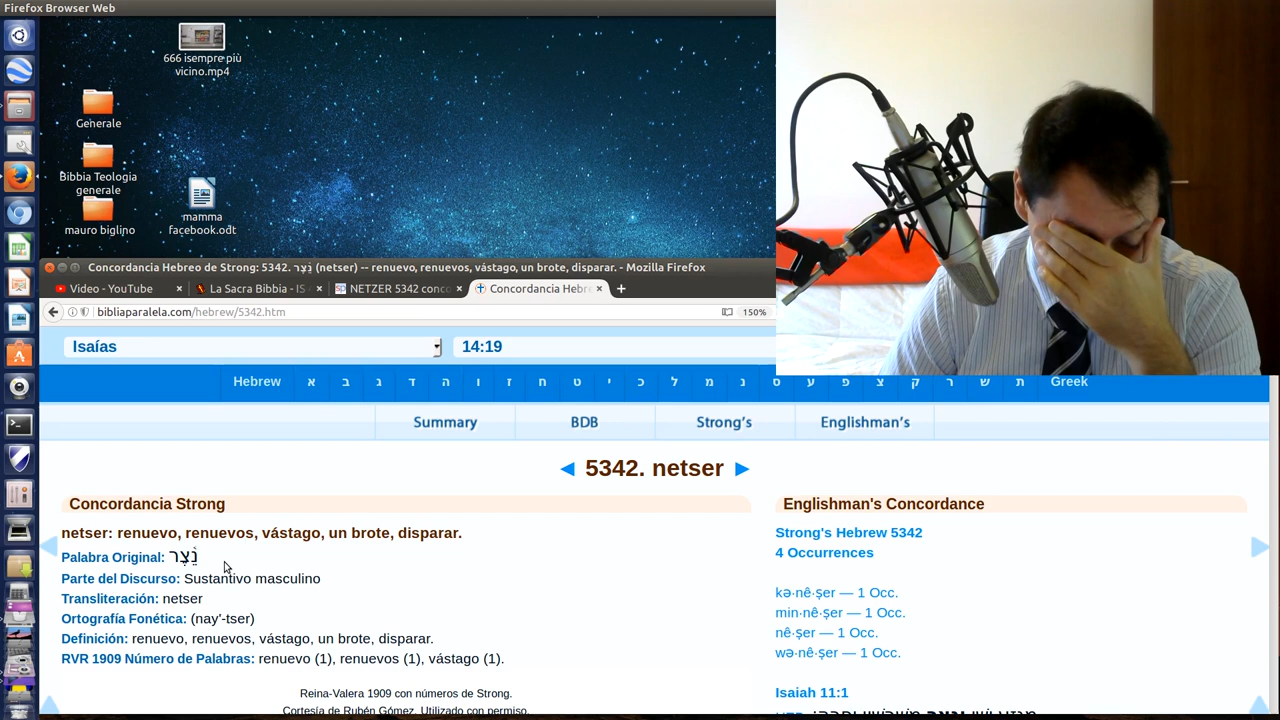 Firefox Browser Web
666 isempre più
vicino.mp4
Generale
Bibbia Teologia
generale
mauro biglino
mamma
facebook.odt
Concordancia Hebreo de Strong: 5342. נֵ֫צֶר (netser) -- renuevo, renuevos, vástago, un brote, disparar. - Mozilla Firefox
Video - YouTube
La Sacra Bibbia - IS
NETZER 5342 conc
Concordancia Hebr
bibliaparalela.com/hebrew/5342.htm
150%
Isaías
14:19
Hebrew א ב ג ד ה ו ז ח ט י כ ל מ נ ס ע פ צ ק ר ש ת Greek
Summary BDB Strong's Englishman's
◄ 5342. netser ►
Concordancia Strong
netser: renuevo, renuevos, vástago, un brote, disparar.
Palabra Original: נֵ֫צֶר
Parte del Discurso: Sustantivo masculino
Transliteración: netser
Ortografía Fonética: (nay'-tser)
Definición: renuevo, renuevos, vástago, un brote, disparar.
RVR 1909 Número de Palabras: renuevo (1), renuevos (1), vástago (1).
Reina-Valera 1909 con números de Strong.
Cortesía de Rubén Gómez. Utilizado con permiso.
Englishman's Concordance
Strong's Hebrew 5342
4 Occurrences
kə·nê·ṣer — 1 Occ.
min·nê·ṣer — 1 Occ.
nê·ṣer — 1 Occ.
wə·nê·ṣer — 1 Occ.
Isaiah 11:1